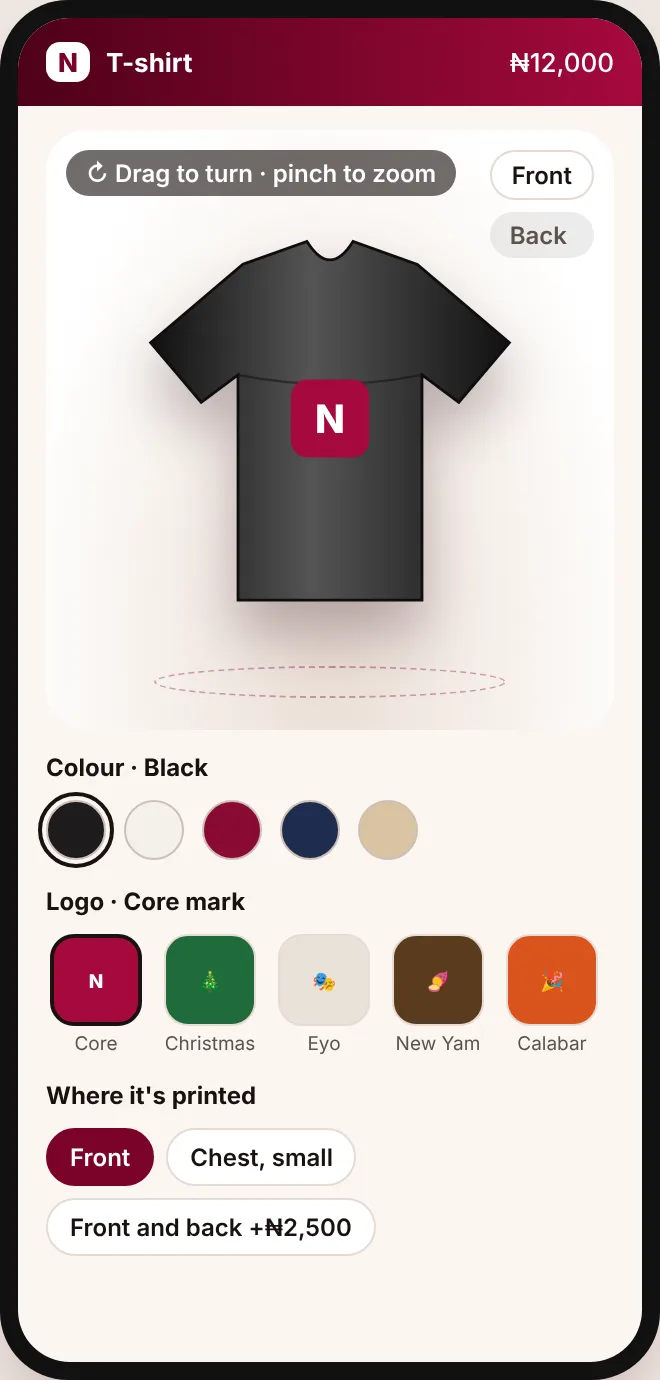 N T-shirt ₦12,000
↻ Drag to turn · pinch to zoom
Front
Back
N
Colour · Black
Logo · Core mark
N
Core Christmas Eyo New Yam Calabar
Where it's printed
Front Chest, small
Front and back +₦2,500